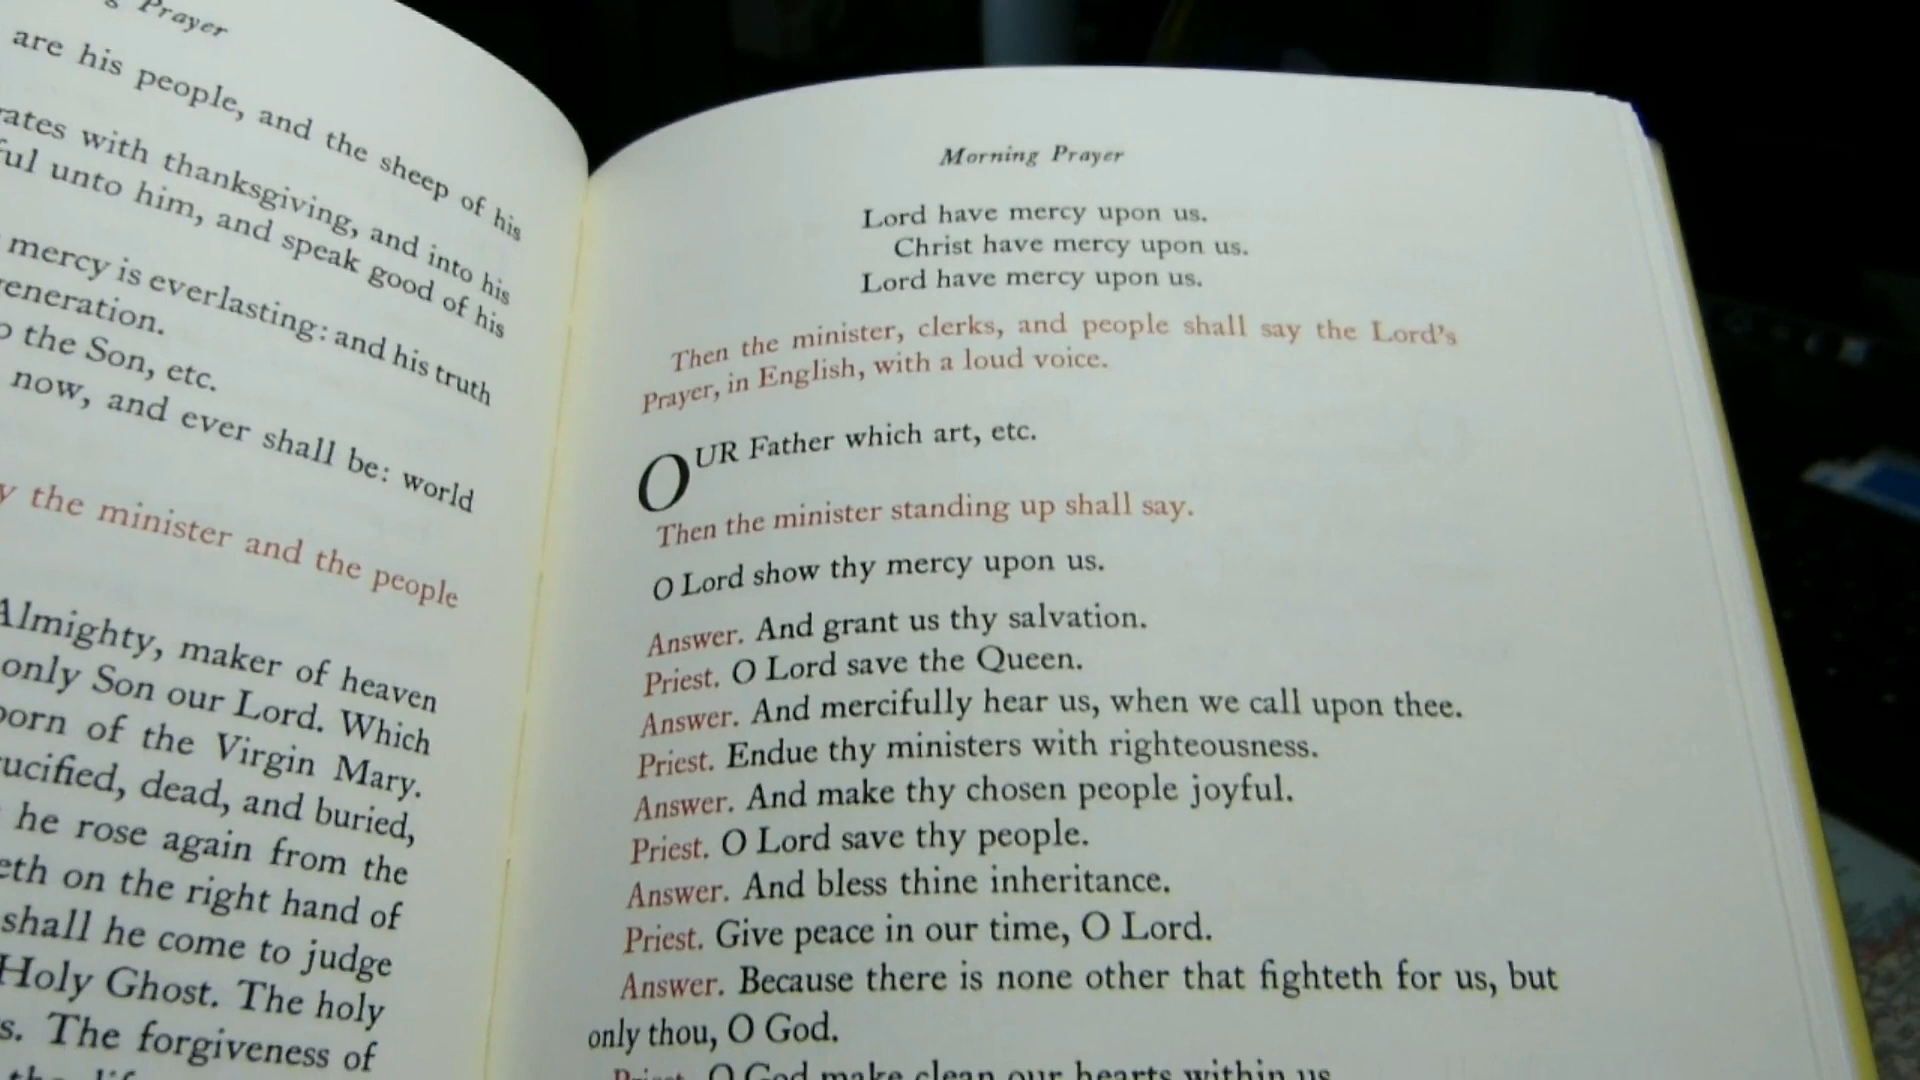 Prayer
are his people, and the sheep of his
with thanksgiving, and into his
unto him, and speak good of his
mercy is everlasting: and his truth
the Son, etc.
now, and ever shall be: world
the minister and the people
Almighty, maker of heaven
only Son our Lord. Which
of the Virgin Mary.
dead, and buried,
he rose again from the
on the right hand of
shall he come to judge
Holy Ghost. The holy
The forgiveness of
Morning Prayer
Lord have mercy upon us.
Christ have mercy upon us.
Lord have mercy upon us.
Then the minister, clerks, and people shall say the Lord's
Prayer, in English, with a loud voice.
OUR Father which art, etc.
Then the minister standing up shall say.
O Lord show thy mercy upon us.
Answer. And grant us thy salvation.
Priest. O Lord save the Queen.
Answer. And mercifully hear us, when we call upon thee.
Priest. Endue thy ministers with righteousness.
Answer. And make thy chosen people joyful.
Priest. O Lord save thy people.
Answer. And bless thine inheritance.
Priest. Give peace in our time, O Lord.
Answer. Because there is none other that fighteth for us, but
only thou, O God.
Priest. O God make clean our hearts within us